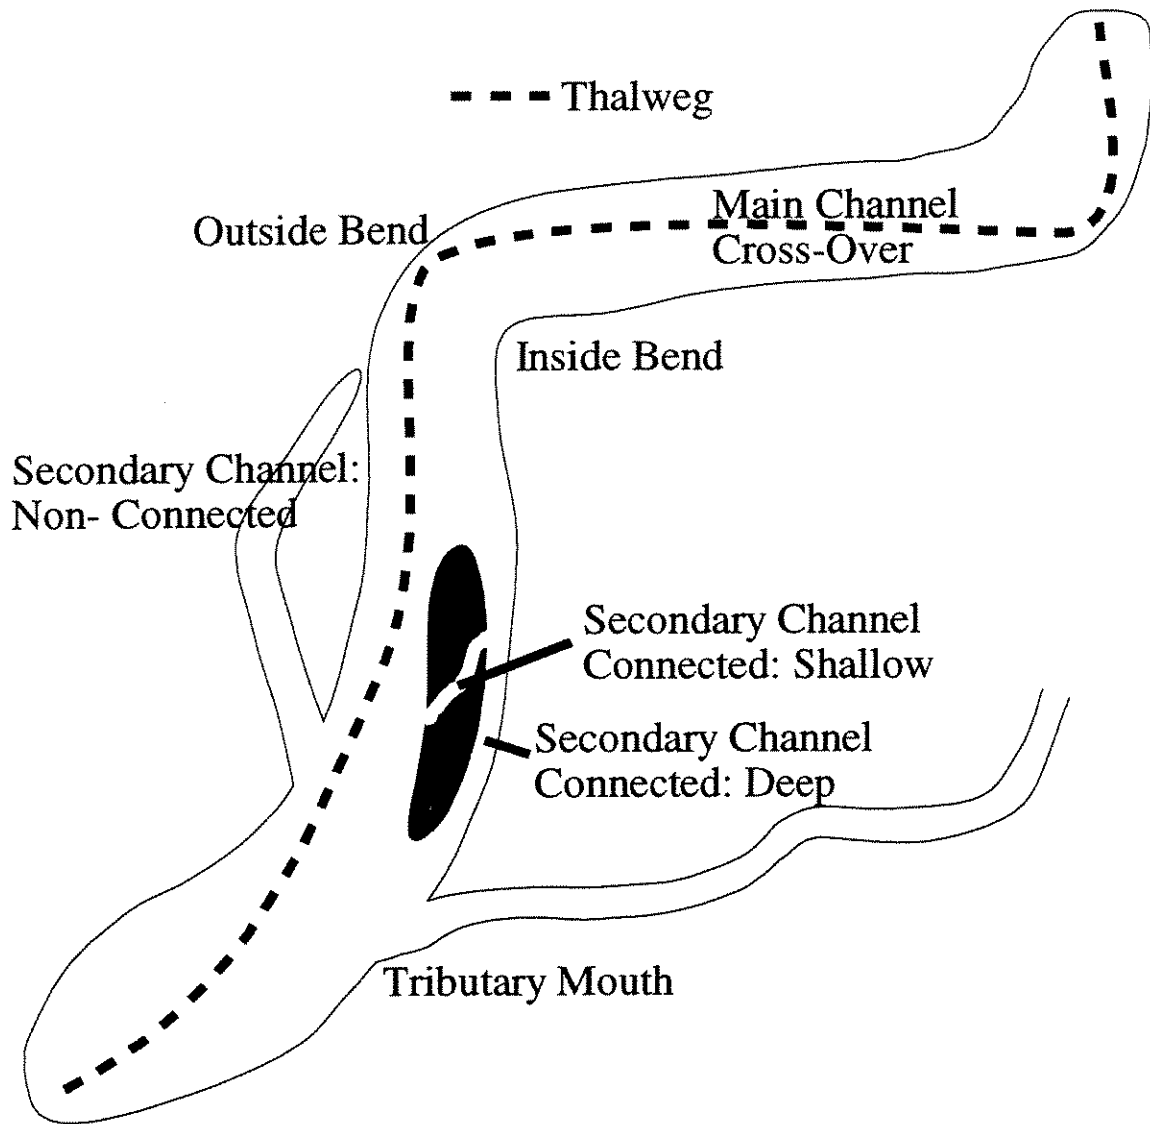 Thalweg
Main Channel
Cross-Over
Outside Bend
Inside Bend
Secondary Channel:
Non- Connected
Secondary Channel
Connected: Shallow
Secondary Channel
Connected: Deep
Tributary Mouth